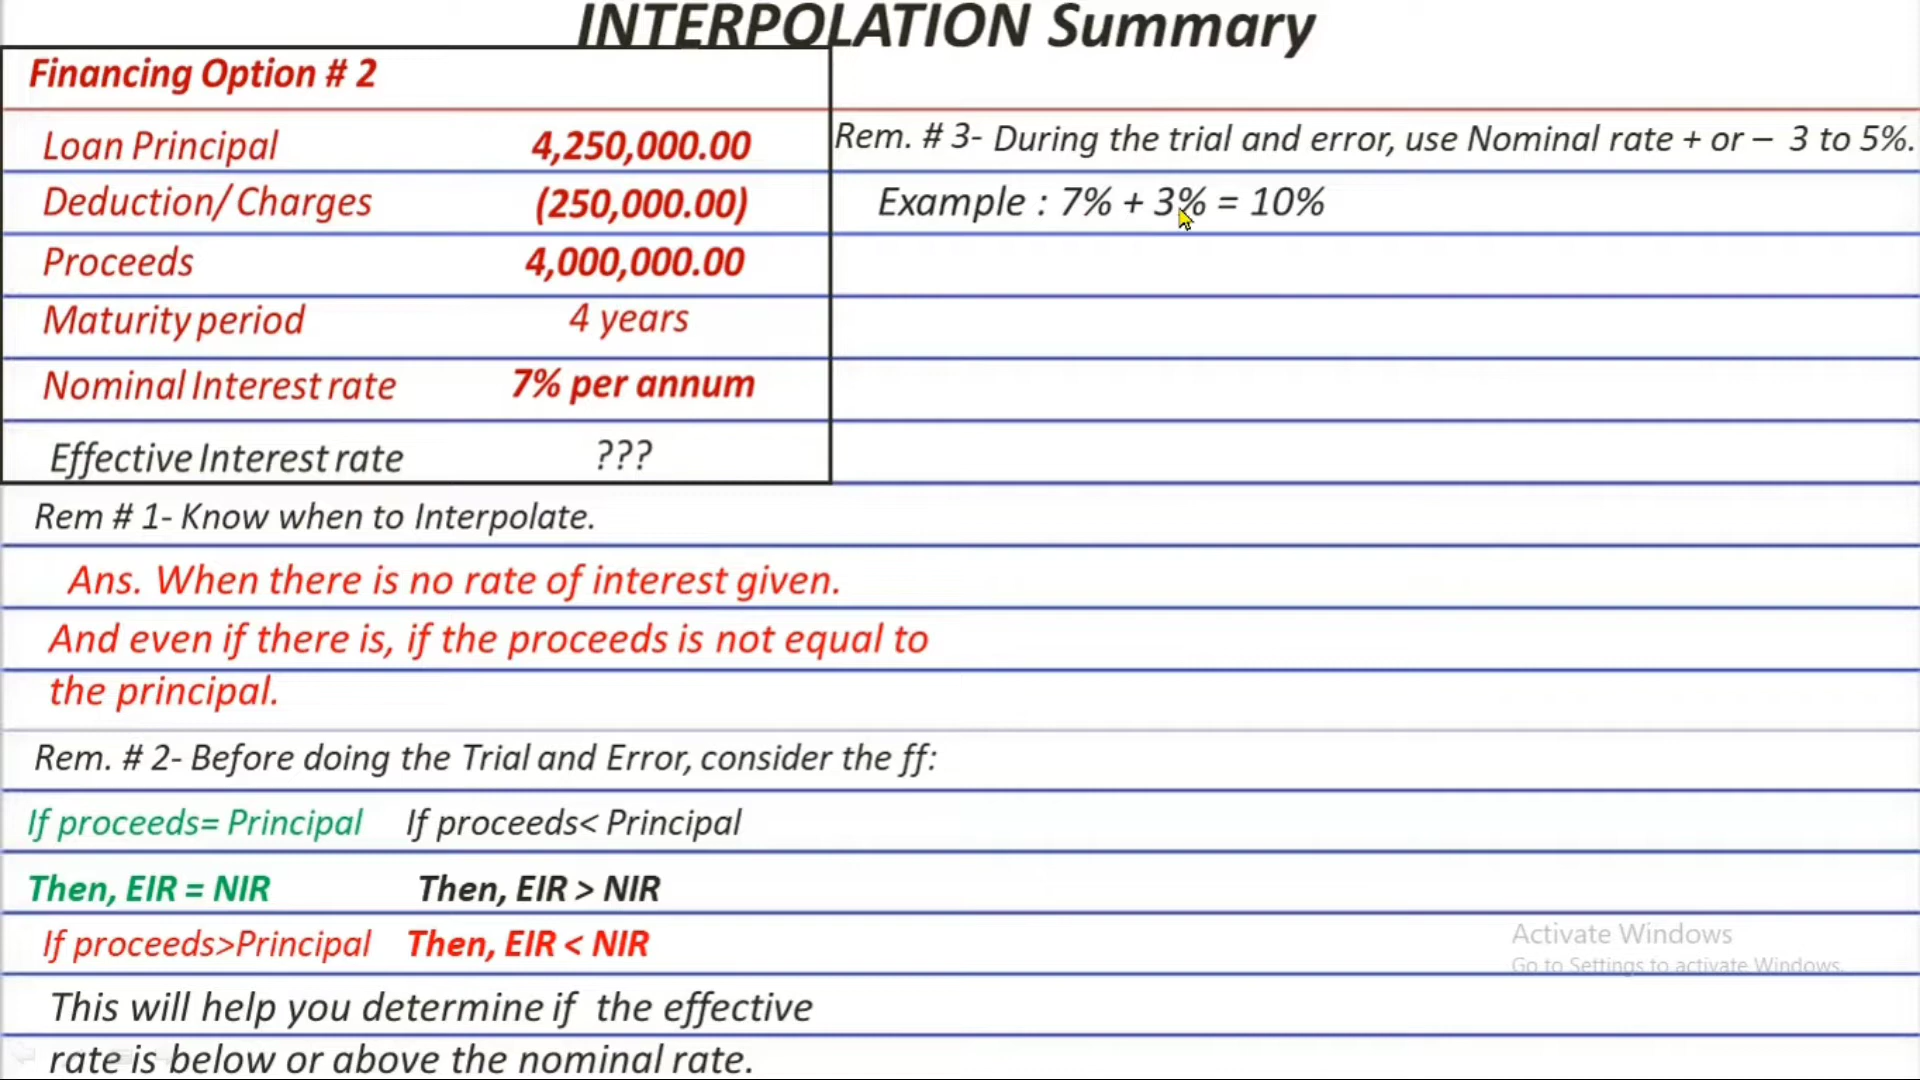 INTERPOLATION Summary
Financing Option # 2
Loan Principal 4,250,000.00
Deduction/ Charges (250,000.00)
Proceeds 4,000,000.00
Maturity period 4 years
Nominal Interest rate 7% per annum
Effective Interest rate ???
Rem # 1- Know when to Interpolate.
Ans. When there is no rate of interest given.
And even if there is, if the proceeds is not equal to
the principal.
Rem. # 2- Before doing the Trial and Error, consider the ff:
If proceeds= Principal If proceeds< Principal
Then, EIR = NIR Then, EIR > NIR
If proceeds>Principal Then, EIR < NIR
This will help you determine if the effective
rate is below or above the nominal rate.
Rem. # 3- During the trial and error, use Nominal rate + or – 3 to 5%.
Example : 7% + 3% = 10%
Activate Windows
Go to Settings to activate Windows.